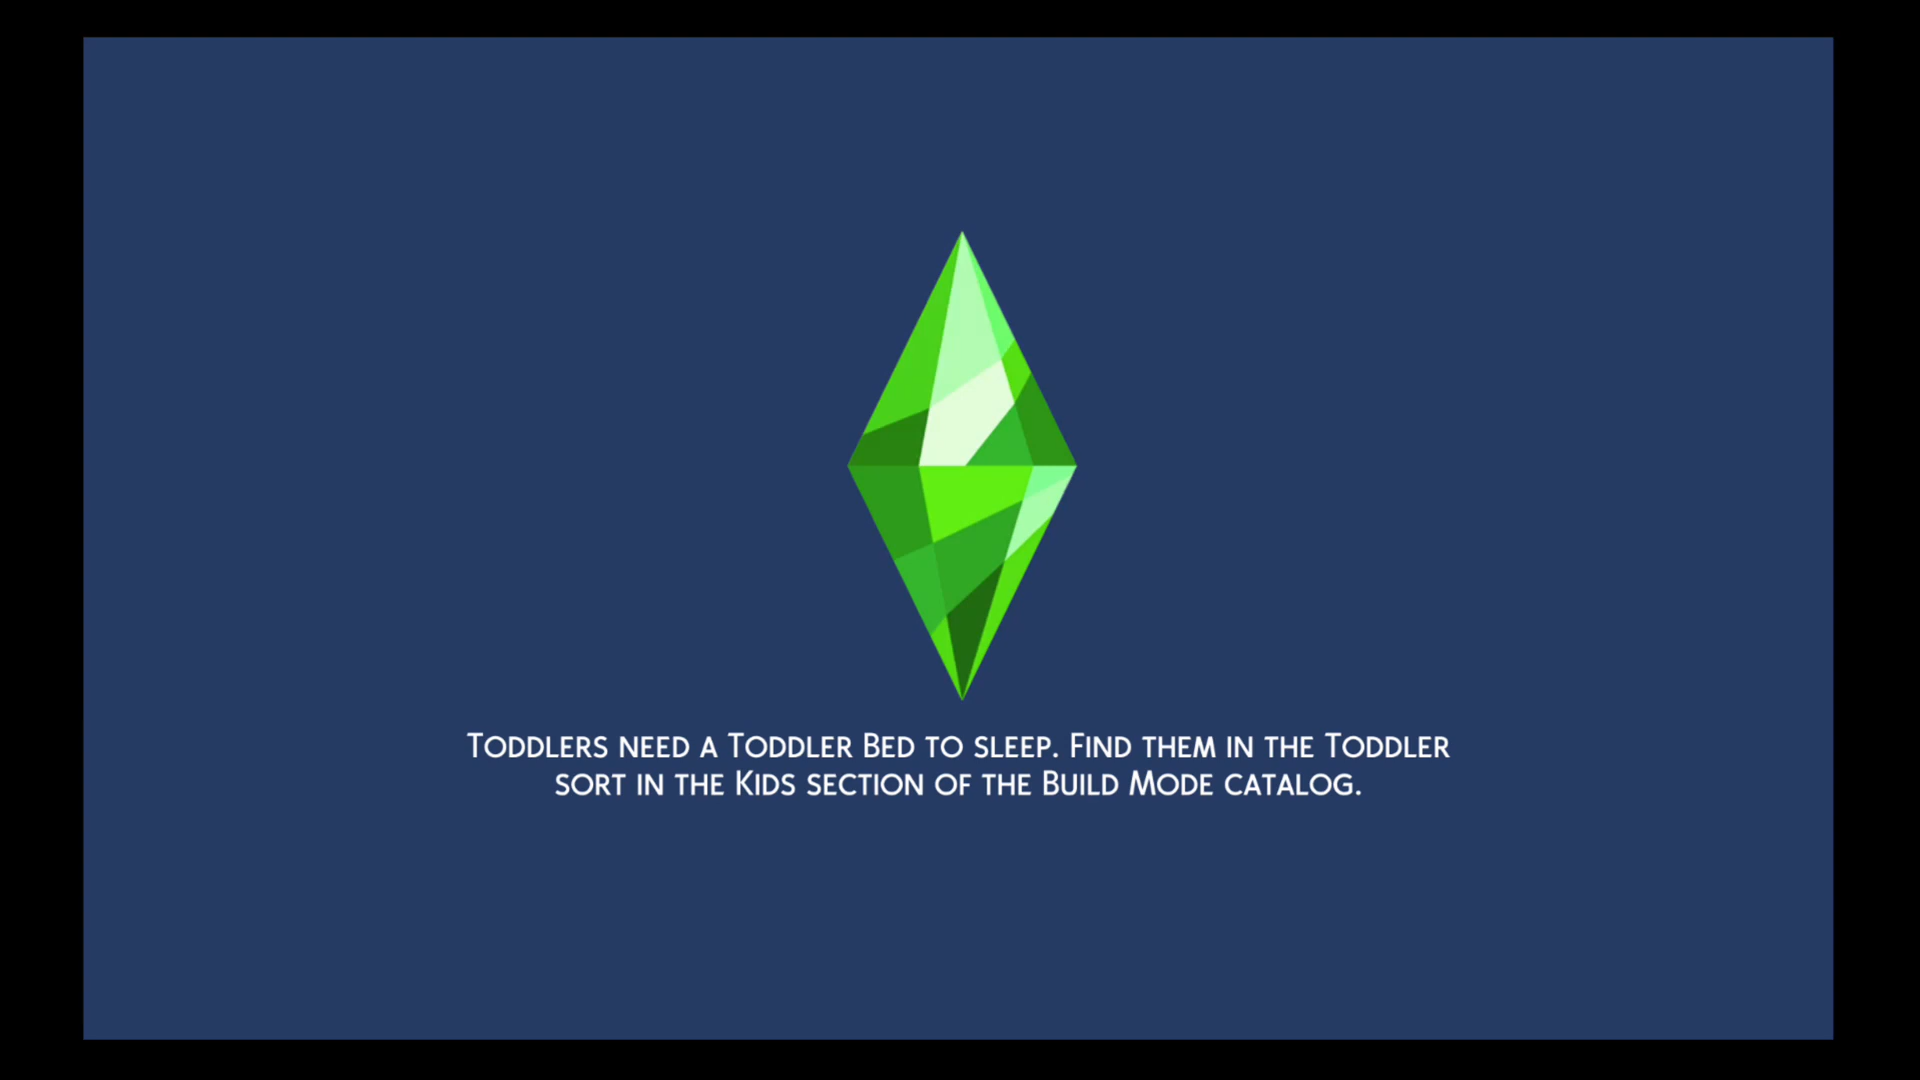 Toddlers need a Toddler Bed to sleep. Find them in the Toddler
sort in the Kids section of the Build Mode catalog.